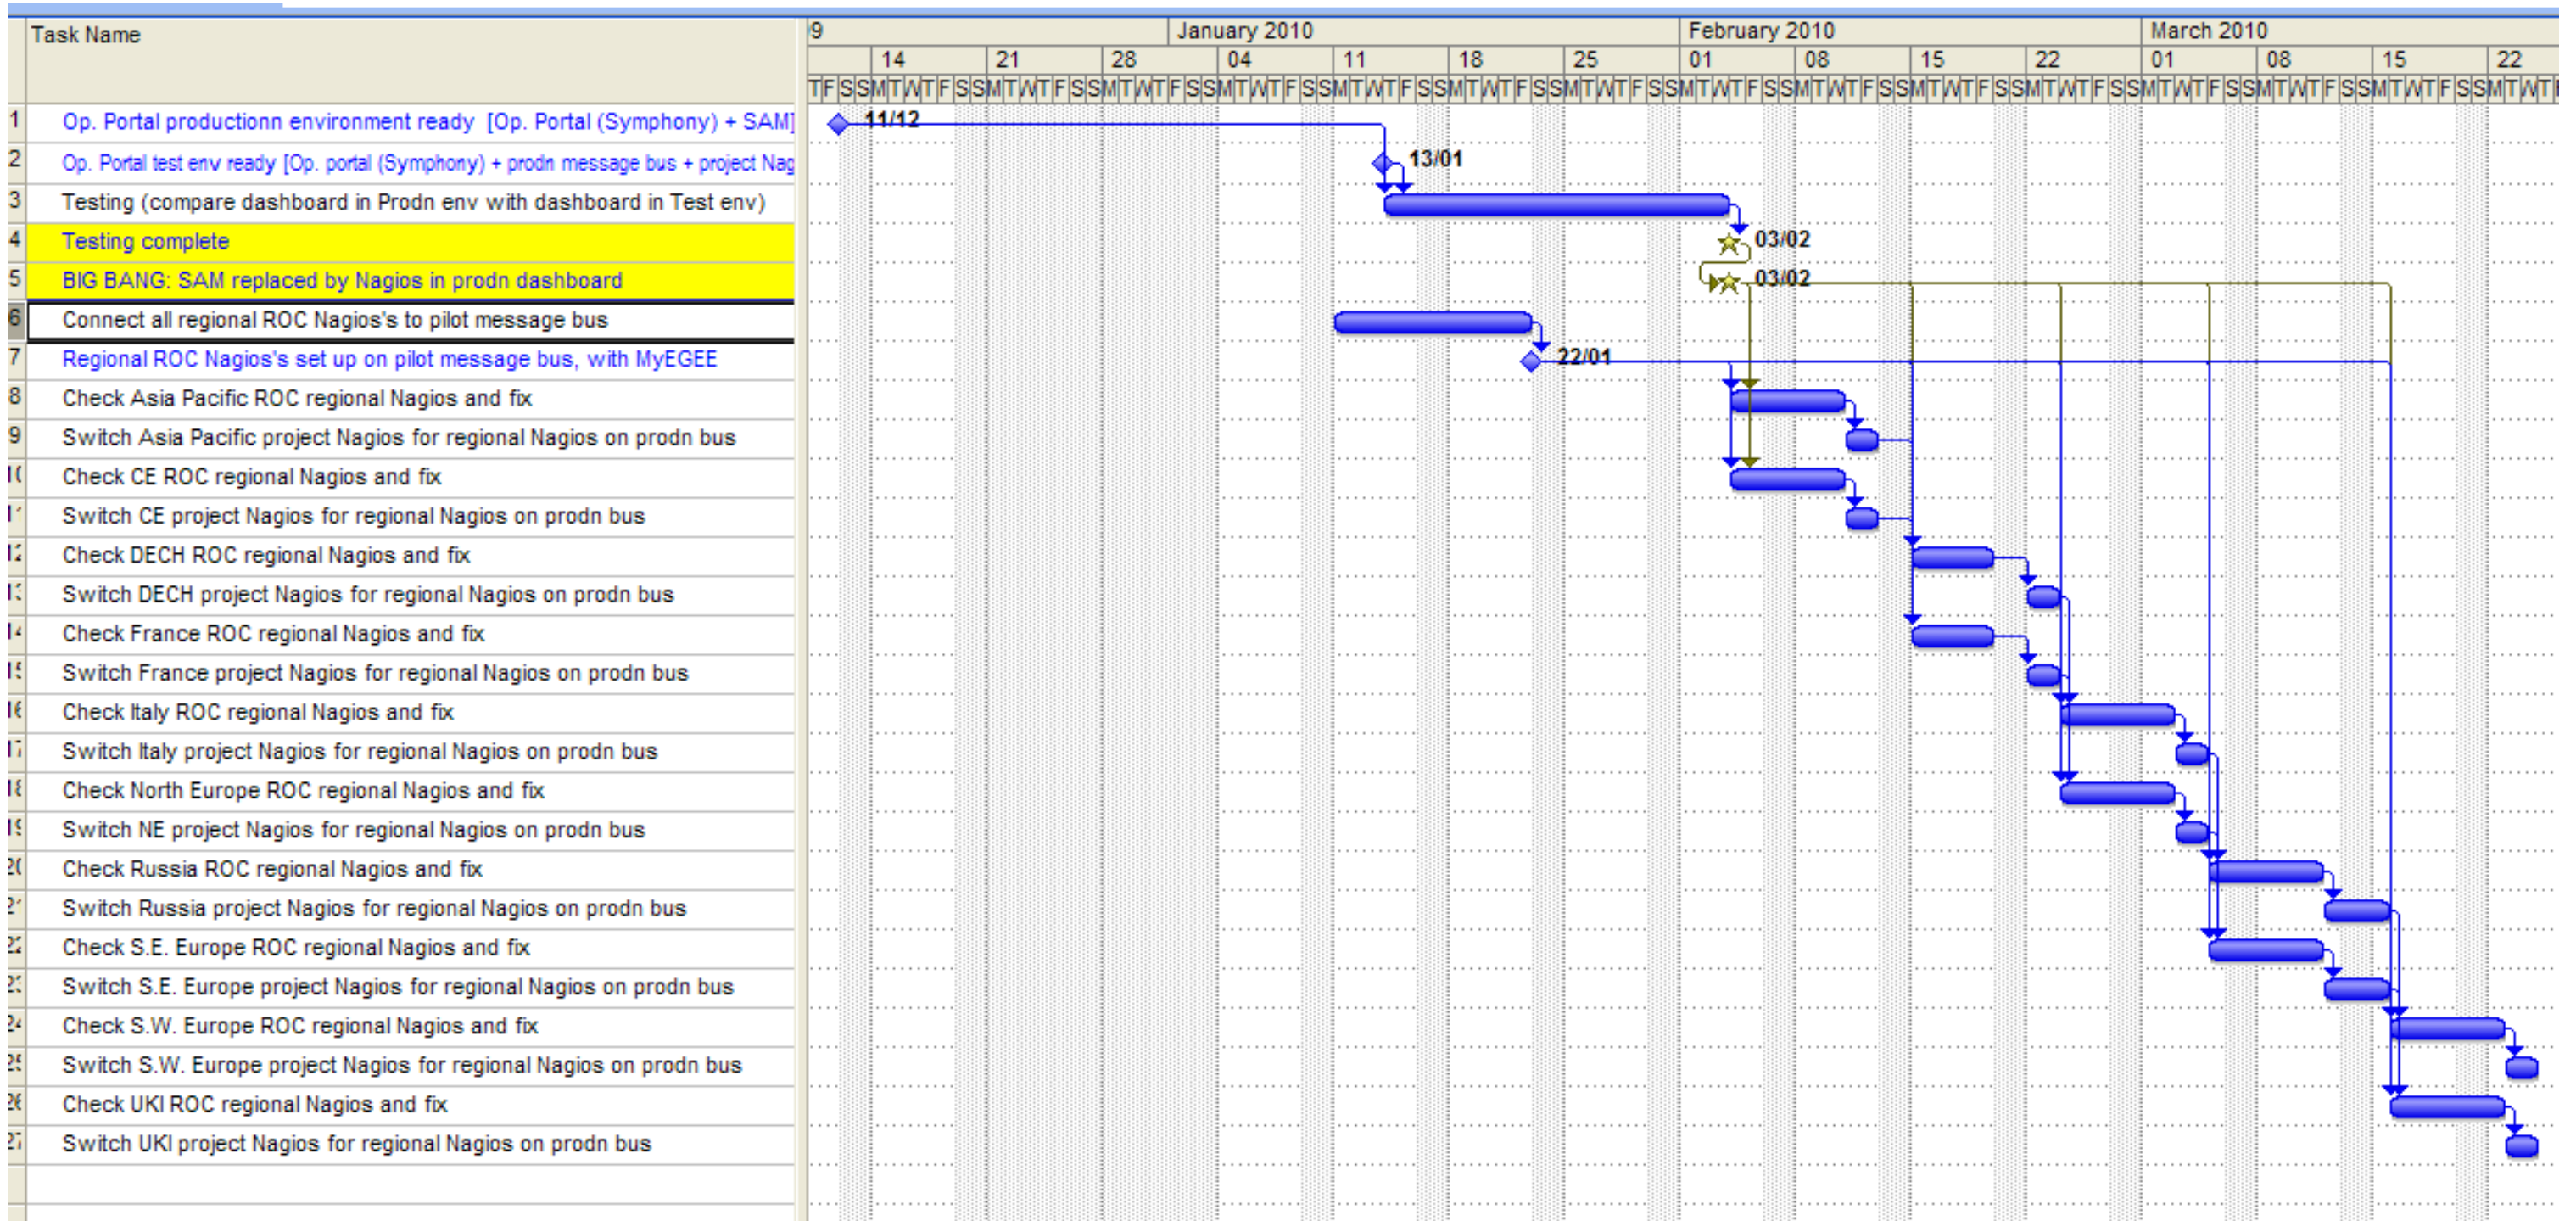 Task Name
9 January 2010 February 2010 March 2010
14 21 28 04 11 18 25 01 08 15 22 01 08 15 22
1 Op. Portal productionn environment ready [Op. Portal (Symphony) + SAM] 11/12
2 Op. Portal test env ready [Op. portal (Symphony) + prodn message bus + project Nag 13/01
3 Testing (compare dashboard in Prodn env with dashboard in Test env)
4 Testing complete 03/02
5 BIG BANG: SAM replaced by Nagios in prodn dashboard 03/02
6 Connect all regional ROC Nagios's to pilot message bus
7 Regional ROC Nagios's set up on pilot message bus, with MyEGEE 22/01
8 Check Asia Pacific ROC regional Nagios and fix
9 Switch Asia Pacific project Nagios for regional Nagios on prodn bus
Check CE ROC regional Nagios and fix
Switch CE project Nagios for regional Nagios on prodn bus
Check DECH ROC regional Nagios and fix
Switch DECH project Nagios for regional Nagios on prodn bus
Check France ROC regional Nagios and fix
Switch France project Nagios for regional Nagios on prodn bus
Check Italy ROC regional Nagios and fix
Switch Italy project Nagios for regional Nagios on prodn bus
Check North Europe ROC regional Nagios and fix
Switch NE project Nagios for regional Nagios on prodn bus
Check Russia ROC regional Nagios and fix
Switch Russia project Nagios for regional Nagios on prodn bus
Check S.E. Europe ROC regional Nagios and fix
Switch S.E. Europe project Nagios for regional Nagios on prodn bus
Check S.W. Europe ROC regional Nagios and fix
Switch S.W. Europe project Nagios for regional Nagios on prodn bus
Check UKI ROC regional Nagios and fix
Switch UKI project Nagios for regional Nagios on prodn bus